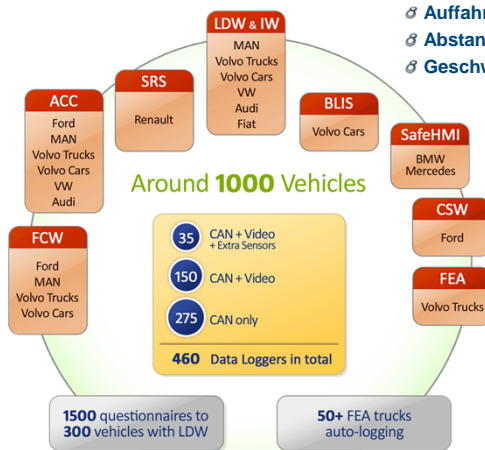 Auffahr
Abstan
Geschw
LDW & IW
MAN
Volvo Trucks
Volvo Cars
VW
Audi
Fiat
SRS
Renault
BLIS
Volvo Cars
ACC
Ford
MAN
Volvo Trucks
Volvo Cars
VW
Audi
SafeHMI
BMW
Mercedes
Around 1000 Vehicles
CSW
Ford
FCW
Ford
MAN
Volvo Trucks
Volvo Cars
35 CAN + Video
+ Extra Sensors
150 CAN + Video
275 CAN only
460 Data Loggers in total
FEA
Volvo Trucks
1500 questionnaires to
300 vehicles with LDW
50+ FEA trucks
auto-logging